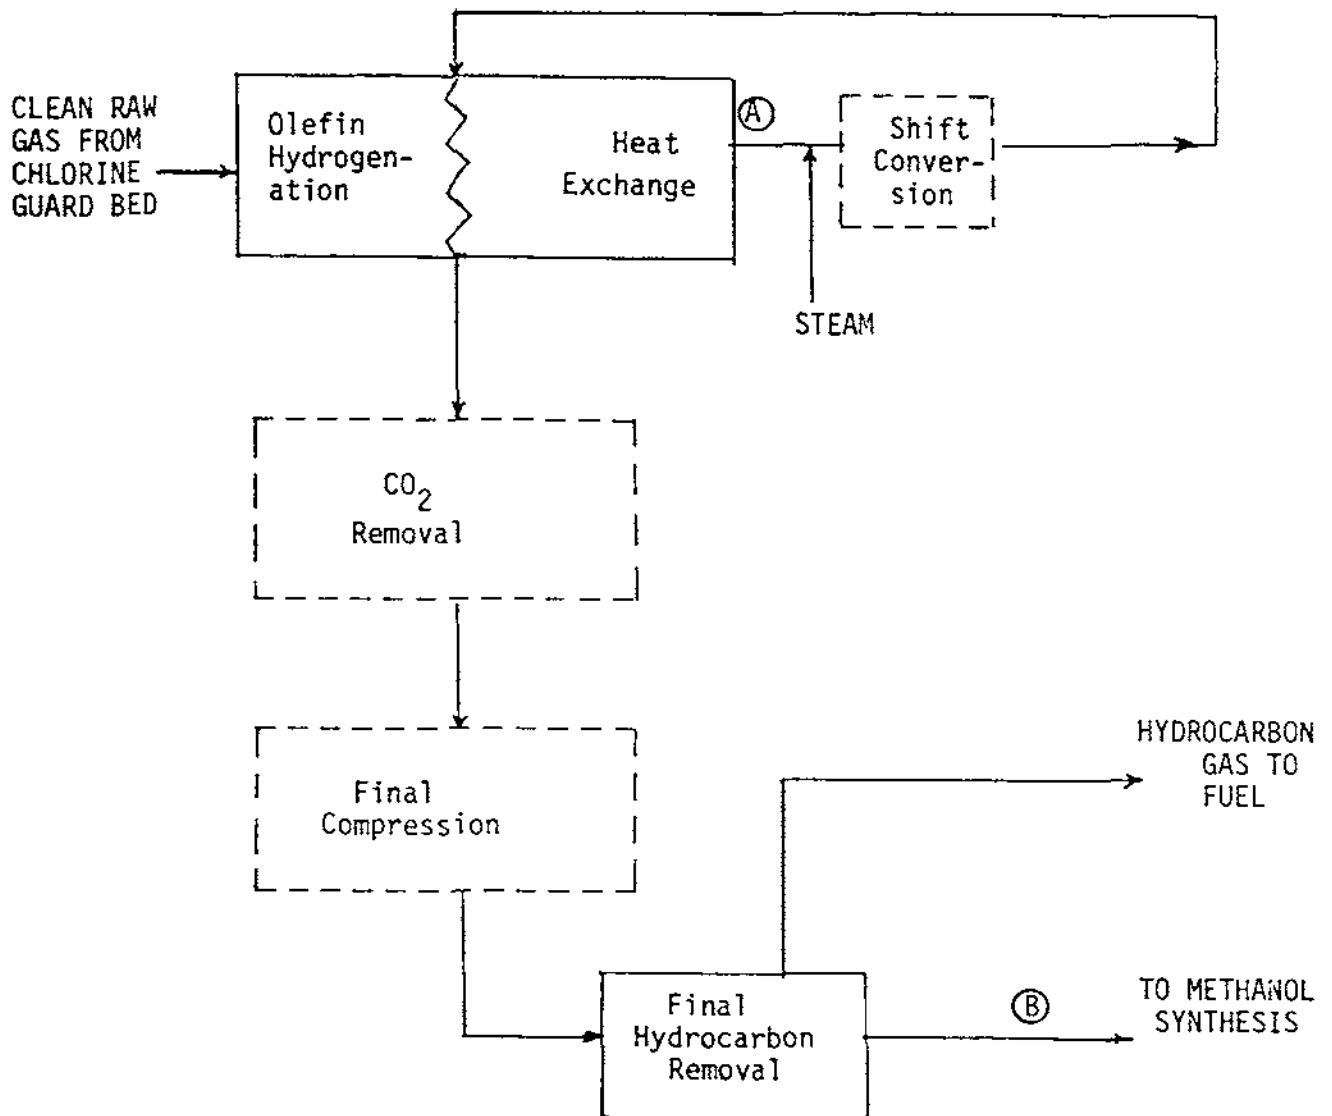 CLEAN RAW
GAS FROM
CHLORINE
GUARD BED
Olefin
Hydrogen-
ation
Heat
Exchange
A
Shift
Conver-
sion
STEAM
CO2
Removal
Final
Compression
HYDROCARBON
GAS TO
FUEL
Final
Hydrocarbon
Removal
B
TO METHANOL
SYNTHESIS